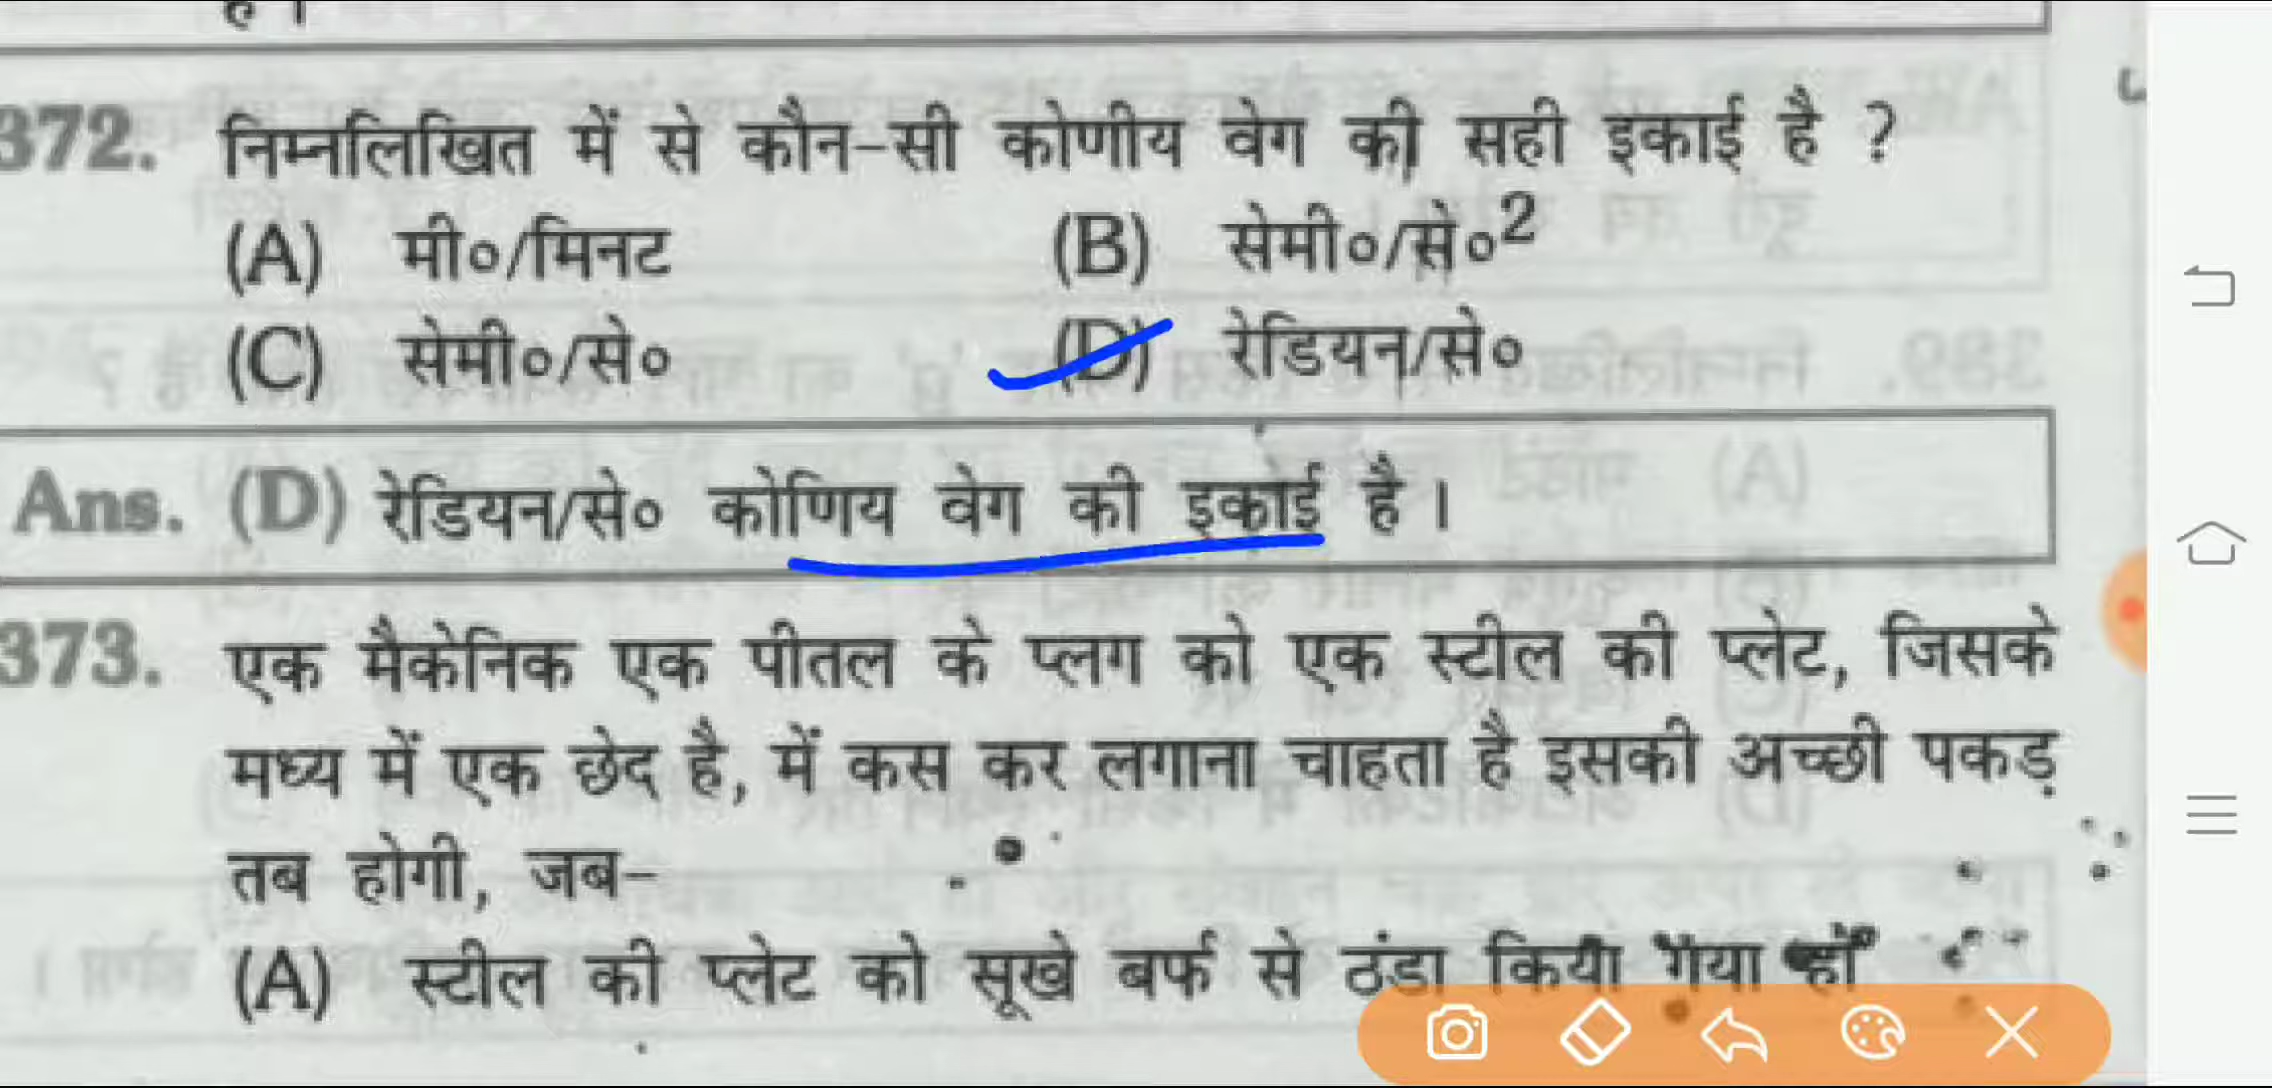 है ।
372. निम्नलिखित में से कौन-सी कोणीय वेग की सही इकाई है ?
(A) मी०/मिनट (B) सेमी०/से०²
(C) सेमी०/से० (D) रेडियन/से०
Ans. (D) रेडियन/से० कोणिय वेग की इकाई है ।
373. एक मैकेनिक एक पीतल के प्लग को एक स्टील की प्लेट, जिसके
मध्य में एक छेद है, में कस कर लगाना चाहता है इसकी अच्छी पकड़
तब होगी, जब-
(A) स्टील की प्लेट को सूखे बर्फ से ठंडा किया गया हो